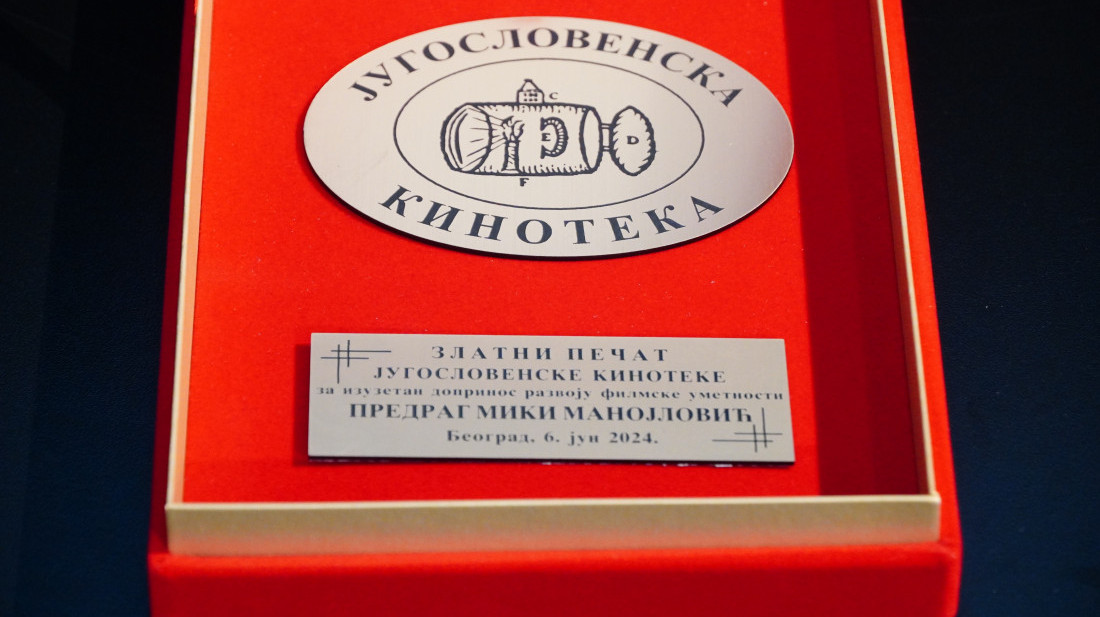 ЈУГОСЛОВЕНСКА
C
E D
F
КИНОТЕКА
ЗЛАТНИ ПЕЧАТ
ЈУГОСЛОВЕНСКЕ КИНОТЕКЕ
за изузетан допринос развоју филмске уметности
ПРЕДРАГ МИКИ МАНОЈЛОВИЋ
Београд, 6. јун 2024.